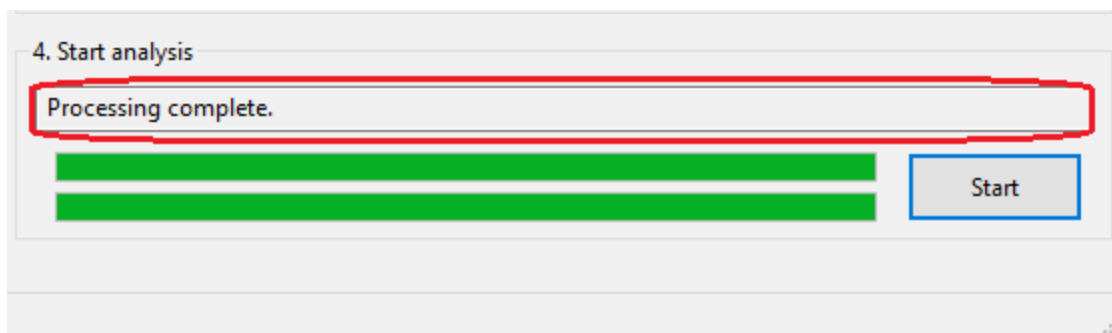 4. Start analysis
Processing complete.
Start